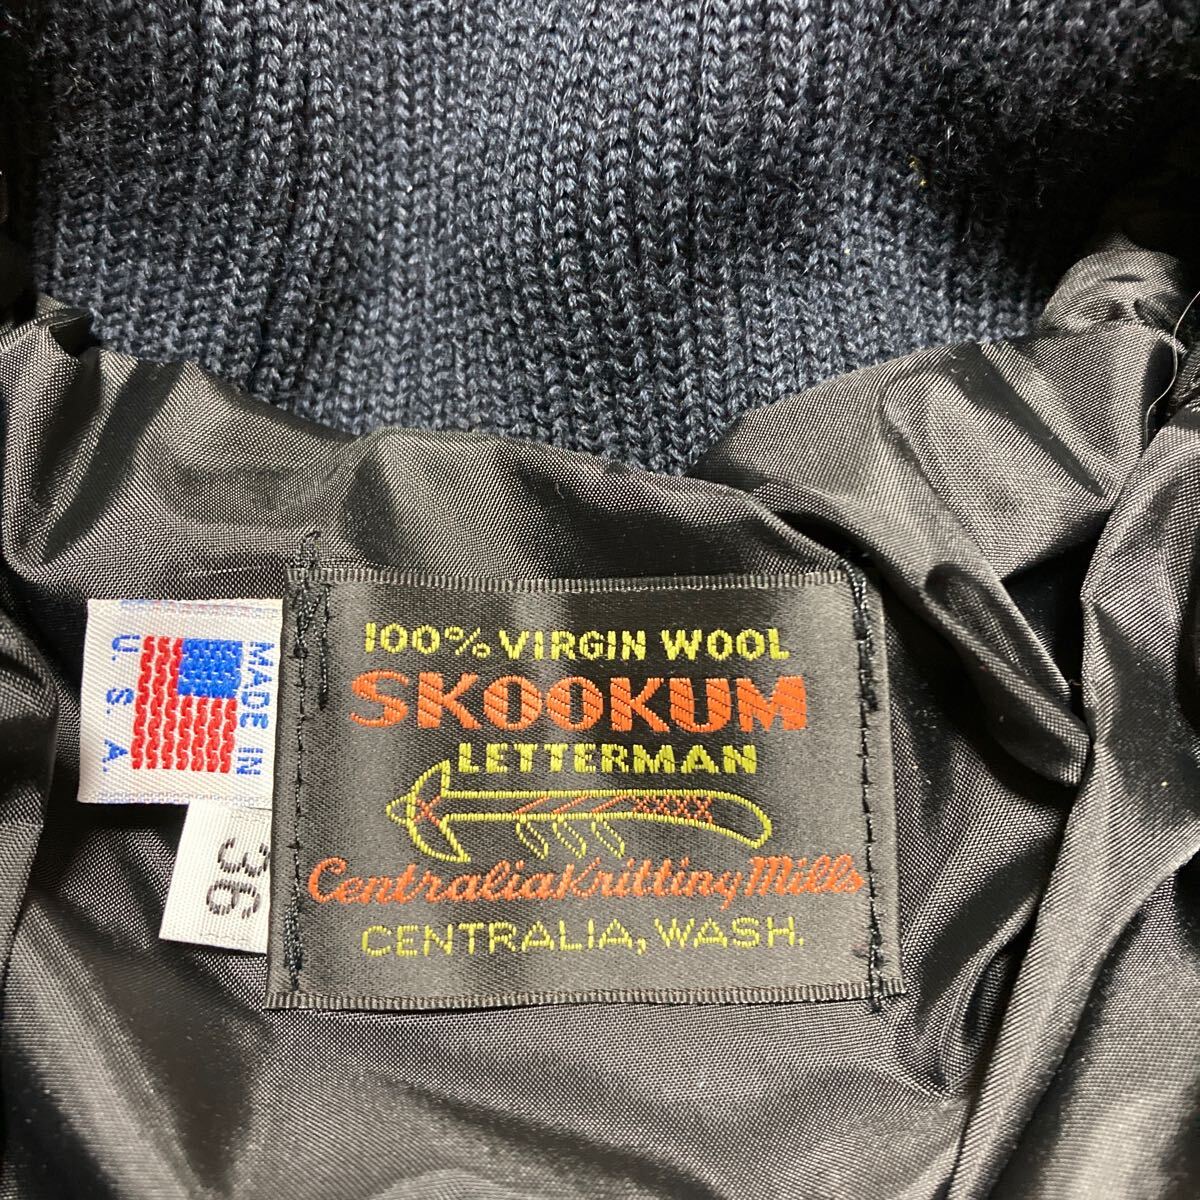 100% VIRGIN WOOL
SKOOKUM
LETTERMAN
Centralia Knitting Mills
CENTRALIA, WASH.
MADE IN
U. S. A.
36